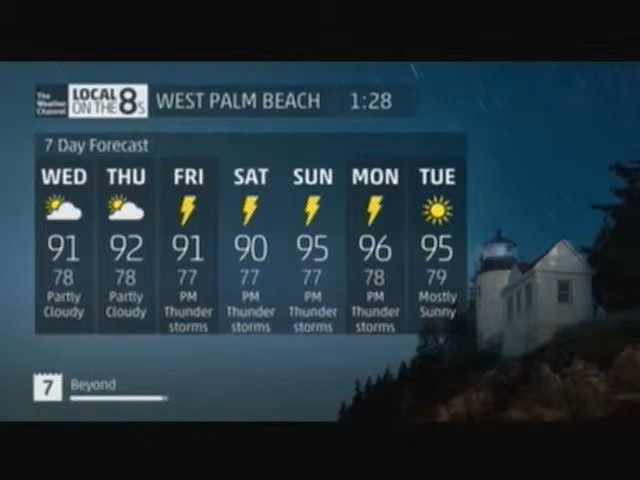 The Weather Channel
LOCAL ON THE 8s
WEST PALM BEACH 1:28
7 Day Forecast
WED THU FRI SAT SUN MON TUE
91 92 91 90 95 96 95
78 78 77 77 77 78 79
Partly Partly PM PM PM PM Mostly
Cloudy Cloudy Thunder Thunder Thunder Thunder Sunny
storms storms storms storms
7 Beyond